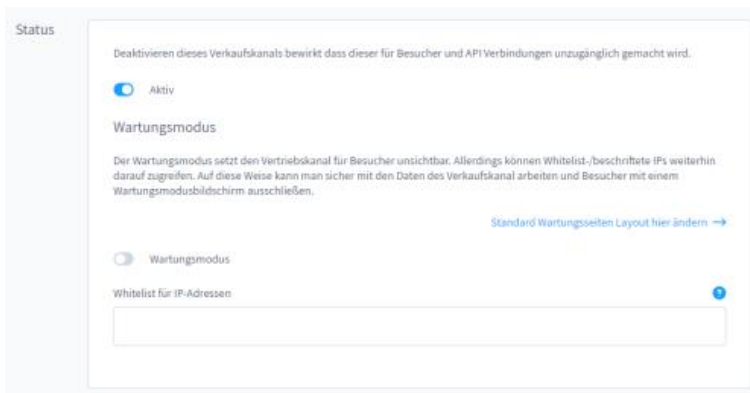 Status
Deaktivieren dieses Verkaufskanals bewirkt dass dieser für Besucher und API Verbindungen unzugänglich gemacht wird.
Aktiv
Wartungsmodus
Der Wartungsmodus setzt den Vertriebskanal für Besucher unsichtbar. Allerdings können Whitelist-/beschriftete IPs weiterhin
darauf zugreifen. Auf diese Weise kann man sicher mit den Daten des Verkaufskanal arbeiten und Besucher mit einem
Wartungsmodusbildschirm ausschließen.
Standard Wartungsseiten Layout hier ändern →
Wartungsmodus
Whitelist für IP-Adressen ?